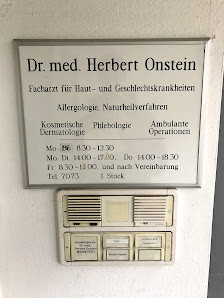 Dr. med. Herbert Onstein
Facharzt für Haut- und Geschlechtskrankheiten
Allergologie, Naturheilverfahren
Kosmetische Dermatologie Phlebologie Ambulante Operationen
8.30-12.30
Mo. Di 14.00-17.00. Do 14.00-18.30
Fr 8.30-13.00 und nach Vereinbarung
Tel. 7073 1 Stock